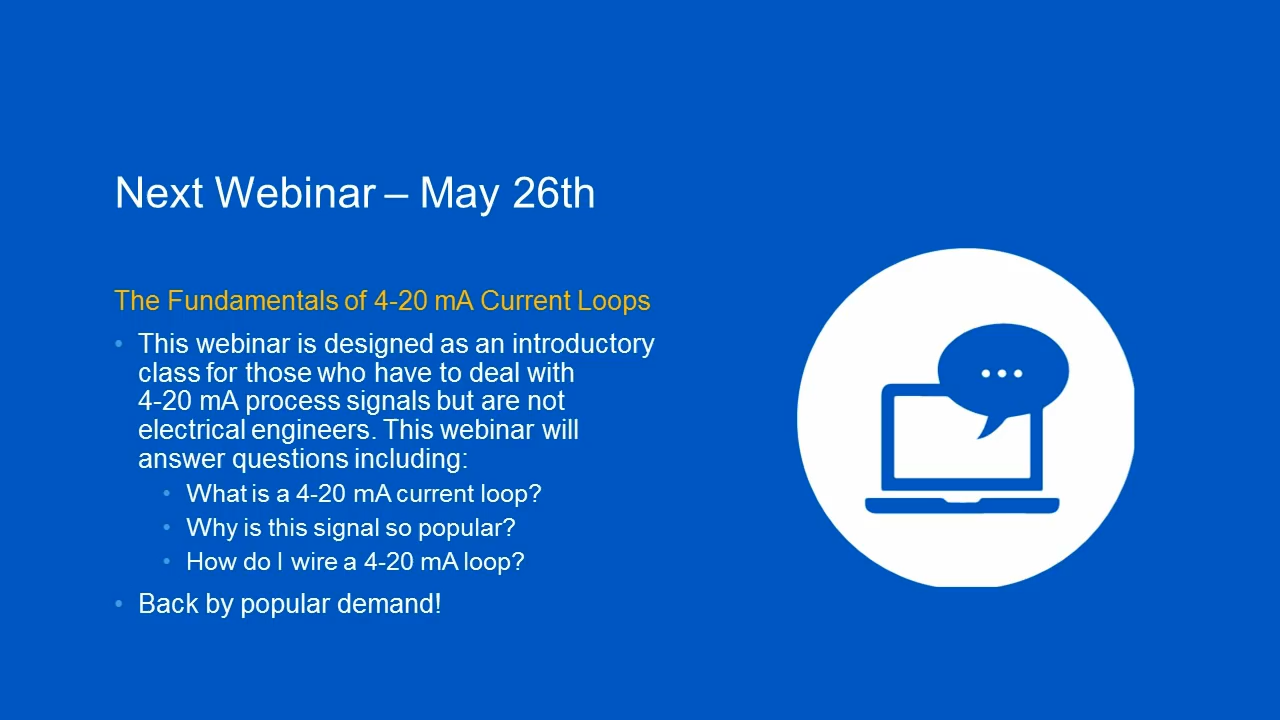 Next Webinar – May 26th
The Fundamentals of 4-20 mA Current Loops
• This webinar is designed as an introductory
class for those who have to deal with
4-20 mA process signals but are not
electrical engineers. This webinar will
answer questions including:
• What is a 4-20 mA current loop?
• Why is this signal so popular?
• How do I wire a 4-20 mA loop?
• Back by popular demand!